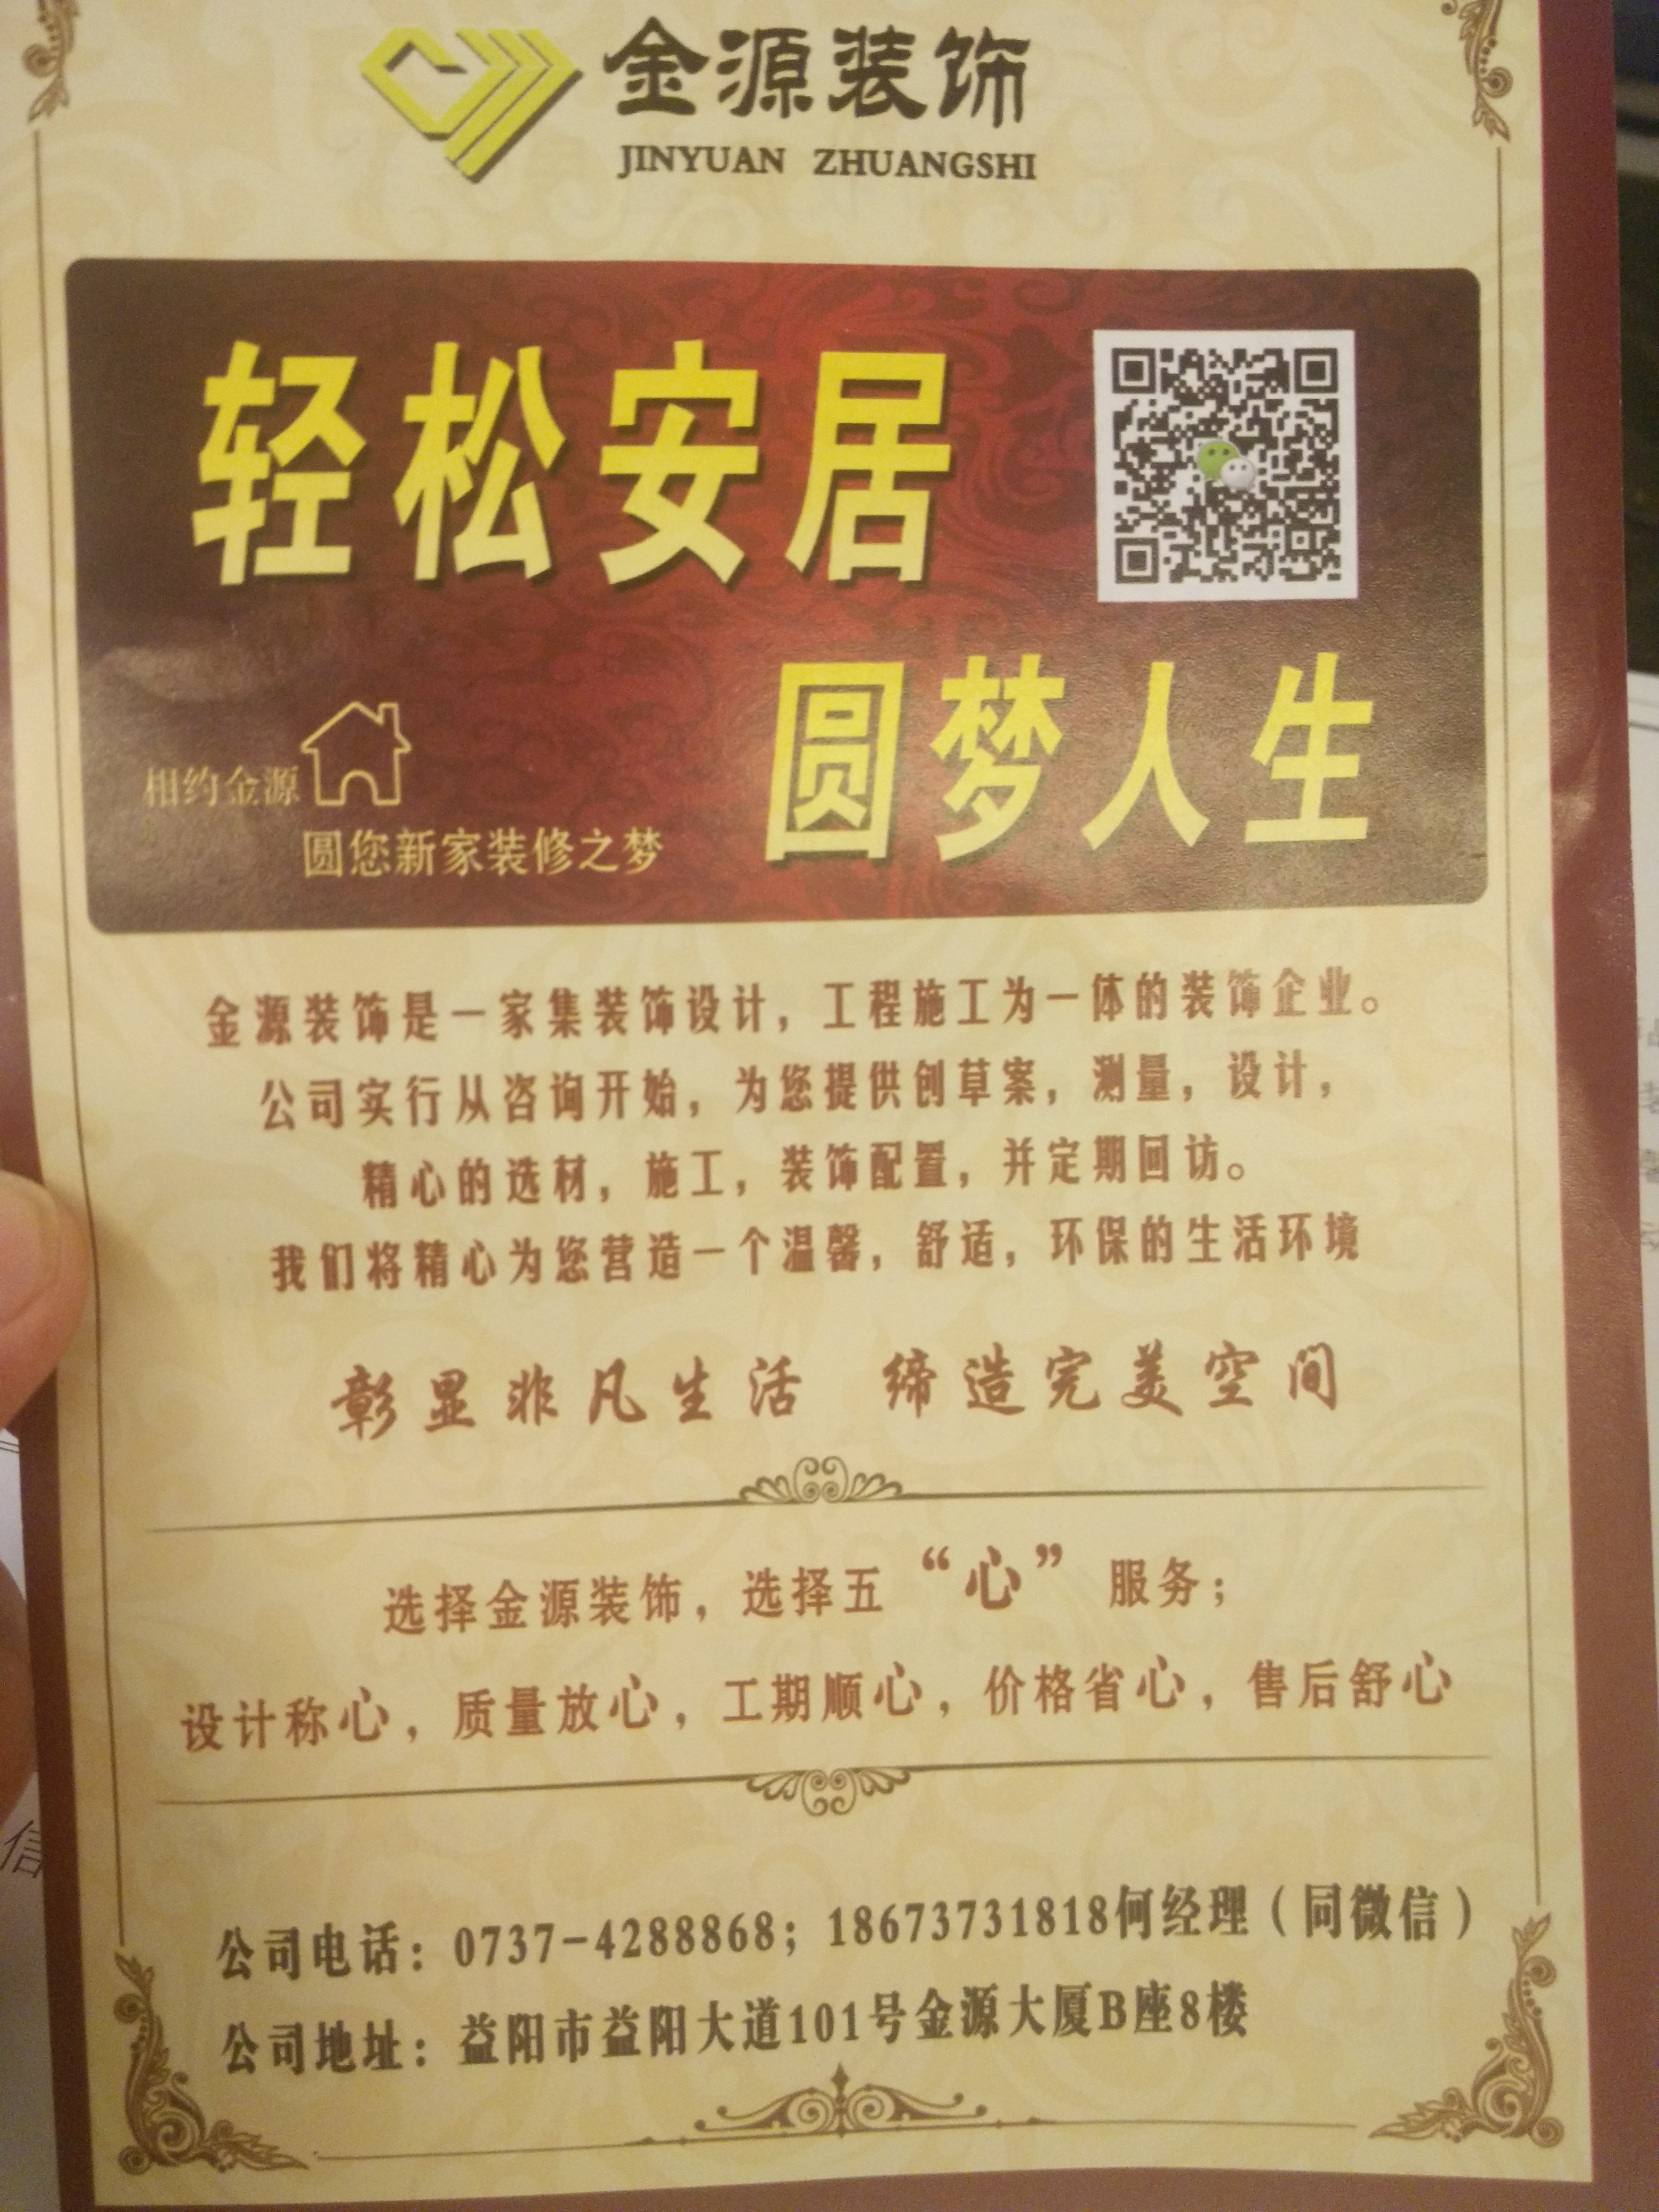 金源装饰
JINYUAN ZHUANGSHI
轻松安居
圆梦人生
相约金源
圆您新家装修之梦
金源装饰是一家集装饰设计，工程施工为一体的装饰企业。
公司实行从咨询开始，为您提供创草案，测量，设计，
精心的选材，施工，装饰配置，并定期回访。
我们将精心为您营造一个温馨，舒适，环保的生活环境
彰显非凡生活 缔造完美空间
选择金源装饰，选择五“心”服务；
设计称心，质量放心，工期顺心，价格省心，售后舒心
公司电话：0737-4288868；18673731818何经理（同微信）
公司地址：益阳市益阳大道101号金源大厦B座8楼
信